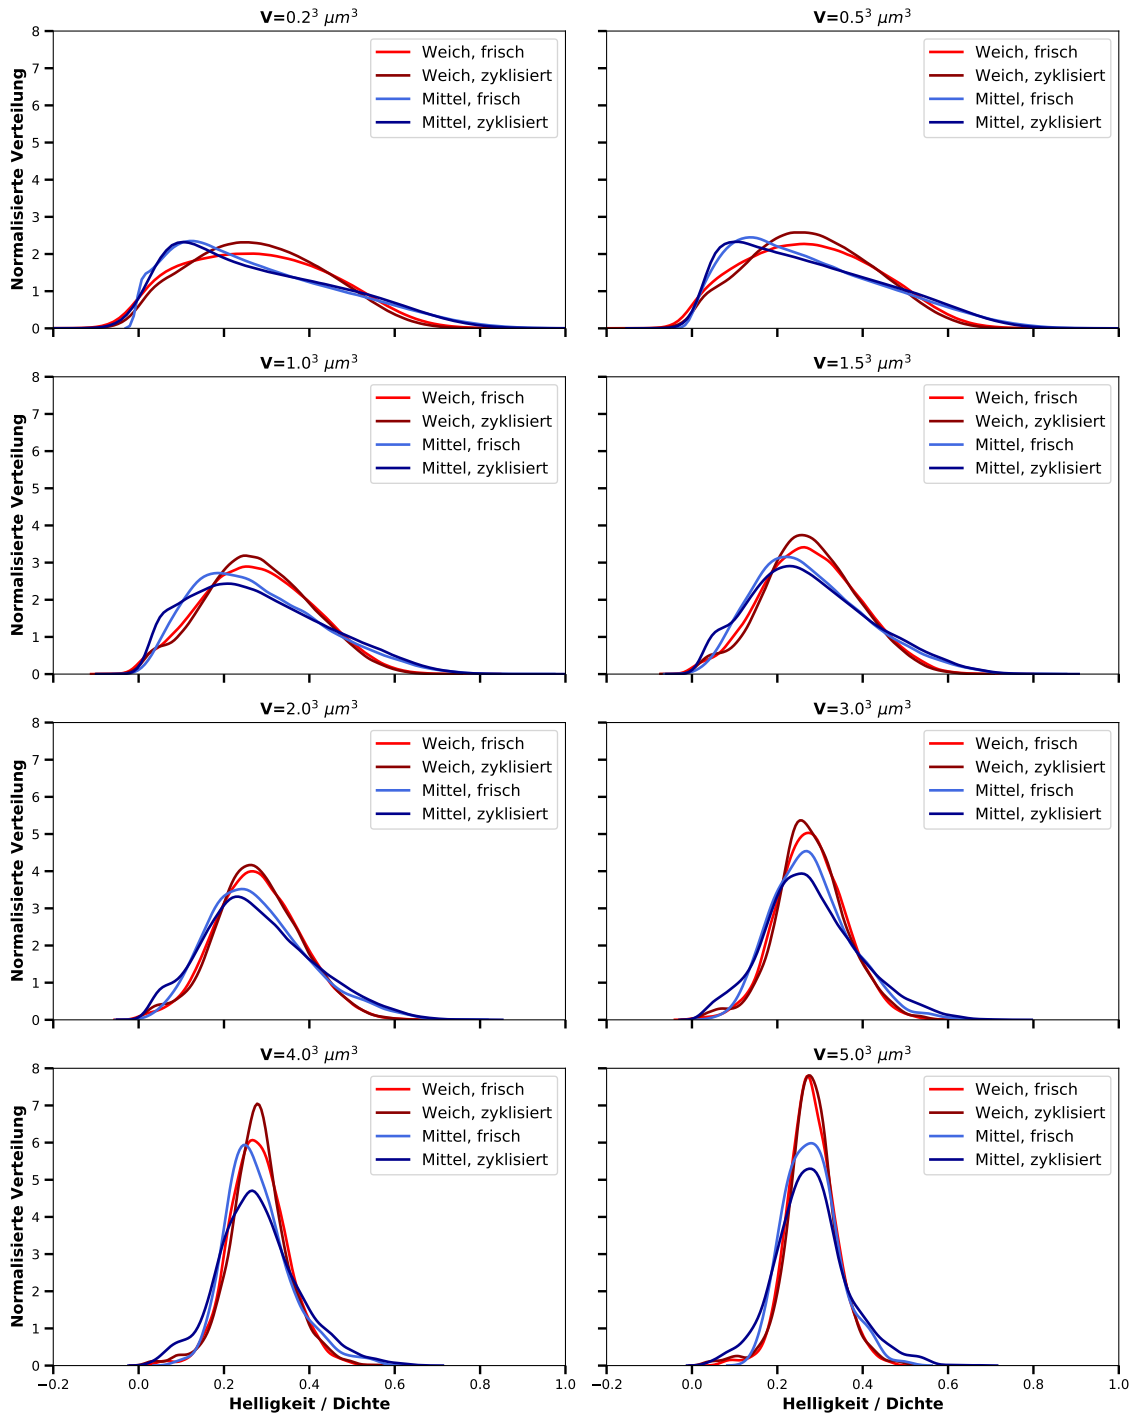 V=0.2³ μm³
V=0.5³ μm³
8
7
6
5
4
3
2
1
0
Normalisierte Verteilung
Weich, frisch
Weich, zyklisiert
Mittel, frisch
Mittel, zyklisiert
Weich, frisch
Weich, zyklisiert
Mittel, frisch
Mittel, zyklisiert
V=1.0³ μm³
V=1.5³ μm³
8
7
6
5
4
3
2
1
0
Normalisierte Verteilung
Weich, frisch
Weich, zyklisiert
Mittel, frisch
Mittel, zyklisiert
Weich, frisch
Weich, zyklisiert
Mittel, frisch
Mittel, zyklisiert
V=2.0³ μm³
V=3.0³ μm³
8
7
6
5
4
3
2
1
0
Normalisierte Verteilung
Weich, frisch
Weich, zyklisiert
Mittel, frisch
Mittel, zyklisiert
Weich, frisch
Weich, zyklisiert
Mittel, frisch
Mittel, zyklisiert
V=4.0³ μm³
V=5.0³ μm³
8
7
6
5
4
3
2
1
0
Normalisierte Verteilung
Weich, frisch
Weich, zyklisiert
Mittel, frisch
Mittel, zyklisiert
Weich, frisch
Weich, zyklisiert
Mittel, frisch
Mittel, zyklisiert
−0.2 0.0 0.2 0.4 0.6 0.8 1.0
−0.2 0.0 0.2 0.4 0.6 0.8 1.0
Helligkeit / Dichte
Helligkeit / Dichte